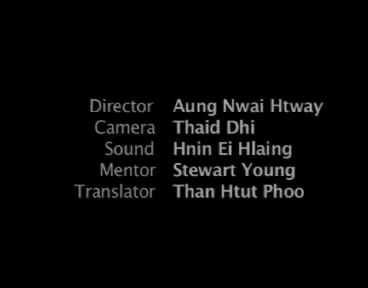 Director Aung Nwai Htway
Camera Thaid Dhi
Sound Hnin Ei Hlaing
Mentor Stewart Young
Translator Than Htut Phoo